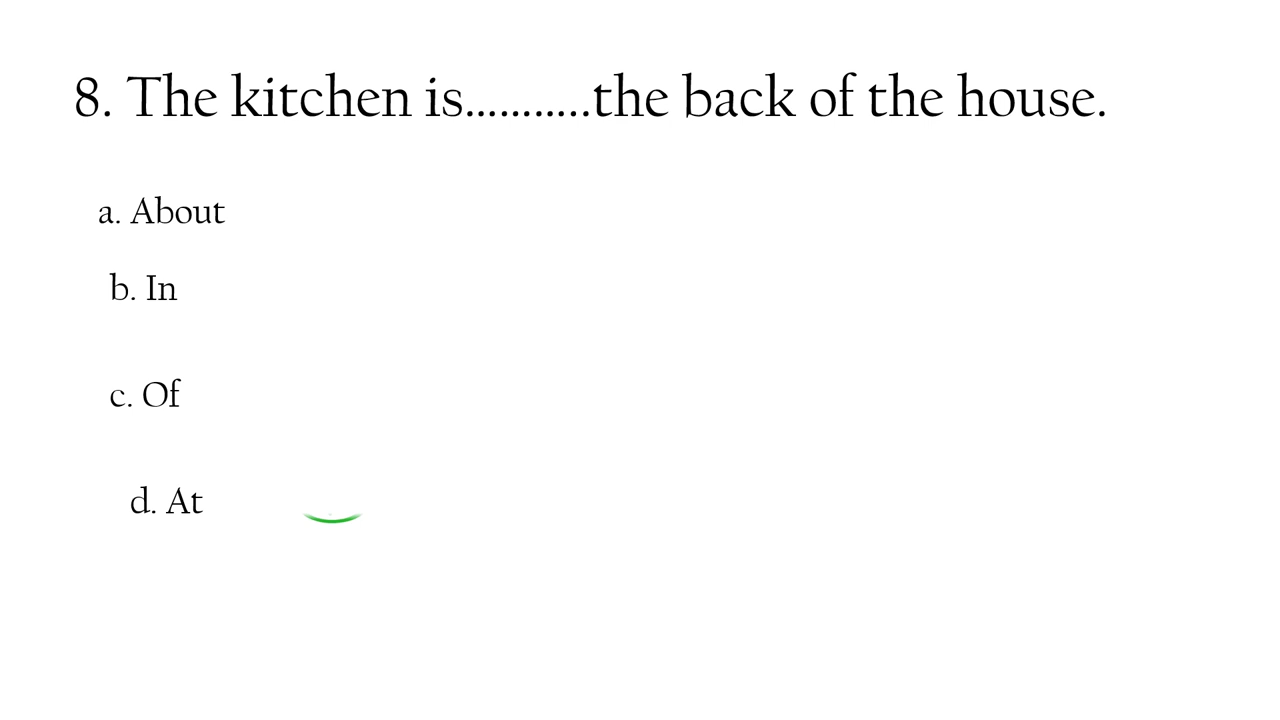 8. The kitchen is...........the back of the house.
a. About
b. In
c. Of
d. At